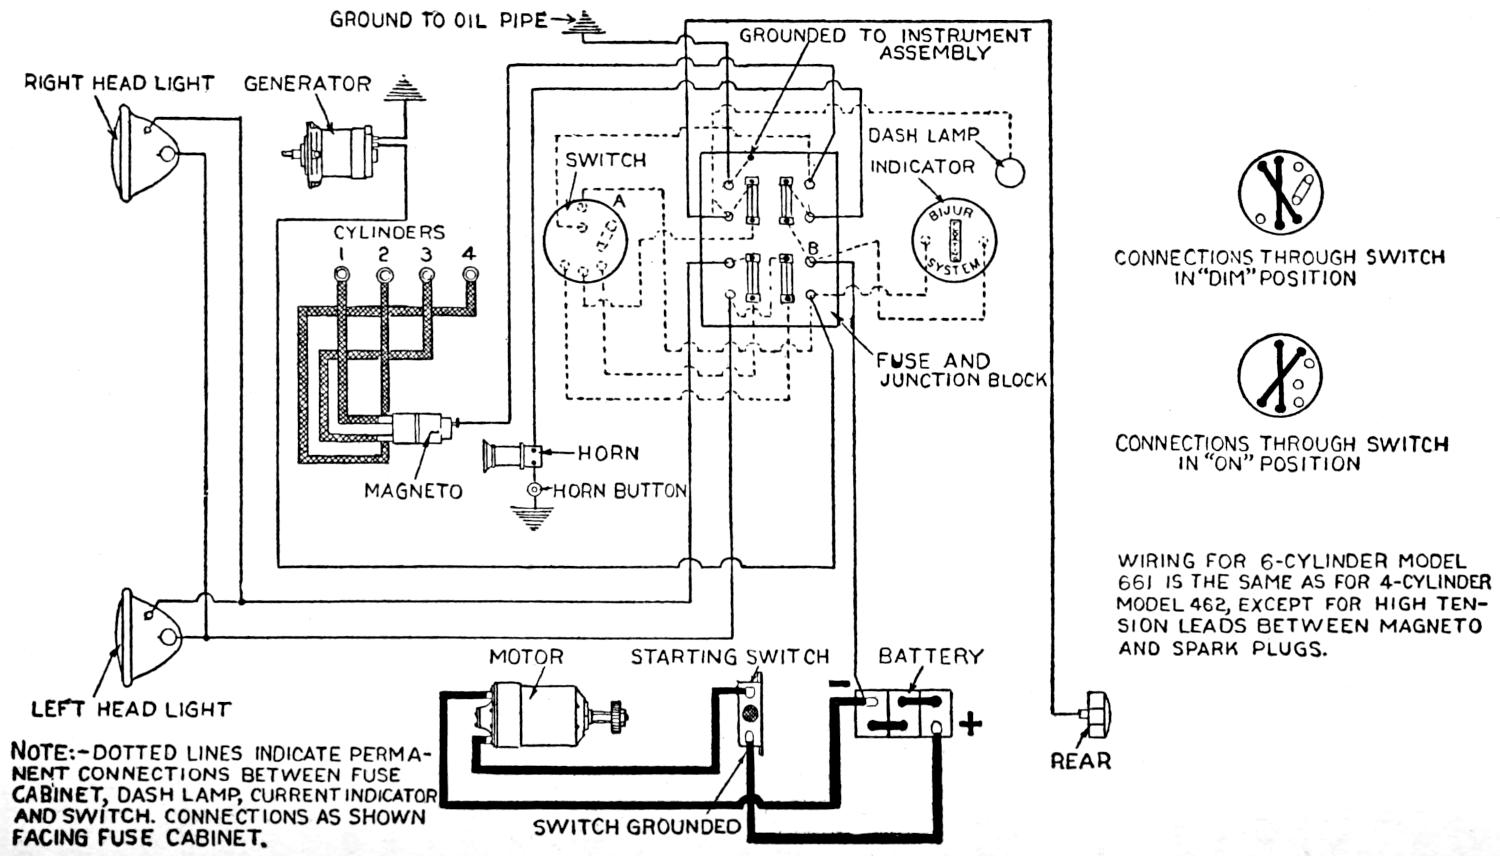 GROUND TO OIL PIPE
GROUNDED TO INSTRUMENT
ASSEMBLY
RIGHT HEAD LIGHT
GENERATOR
DASH LAMP
INDICATOR
SWITCH
A
BIJUR
SYSTEM
B
CYLINDERS
1 2 3 4
CONNECTIONS THROUGH SWITCH
IN "DIM" POSITION
FUSE AND
JUNCTION BLOCK
CONNECTIONS THROUGH SWITCH
IN "ON" POSITION
HORN
MAGNETO
HORN BUTTON
WIRING FOR 6-CYLINDER MODEL
661 IS THE SAME AS FOR 4-CYLINDER
MODEL 462, EXCEPT FOR HIGH TEN-
SION LEADS BETWEEN MAGNETO
AND SPARK PLUGS.
MOTOR
STARTING SWITCH
BATTERY
- +
LEFT HEAD LIGHT
REAR
NOTE:-DOTTED LINES INDICATE PERMA-
NENT CONNECTIONS BETWEEN FUSE
CABINET, DASH LAMP, CURRENT INDICATOR
AND SWITCH. CONNECTIONS AS SHOWN
FACING FUSE CABINET.
SWITCH GROUNDED